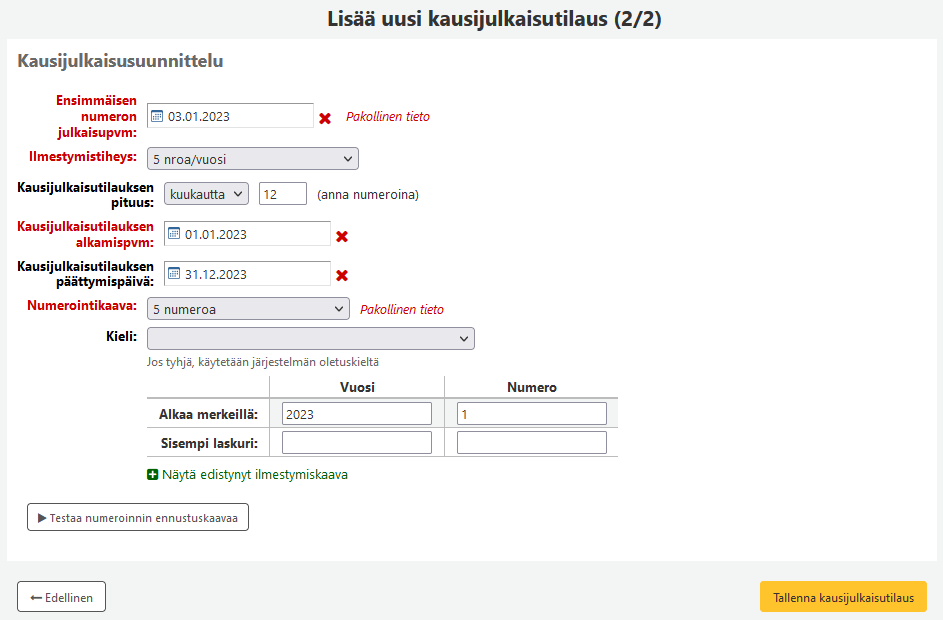 Lisää uusi kausijulkaisutilaus (2/2)
Kausijulkaisusuunnittelu
Ensimmäisen
numeron
julkaisupvm:
03.01.2023
Pakollinen tieto
Ilmestymistiheys:
5 nroa/vuosi
Kausijulkaisutilauksen
pituus:
kuukautta
12
(anna numeroina)
Kausijulkaisutilauksen
alkamispvm:
01.01.2023
Kausijulkaisutilauksen
päättymispäivä:
31.12.2023
Numerointikaava:
5 numeroa
Pakollinen tieto
Kieli:
Jos tyhjä, käytetään järjestelmän oletuskieltä
Vuosi Numero
Alkaa merkeillä: 2023 1
Sisempi laskuri:
Näytä edistynyt ilmestymiskaava
Testaa numeroinnin ennustuskaavaa
Edellinen
Tallenna kausijulkaisutilaus